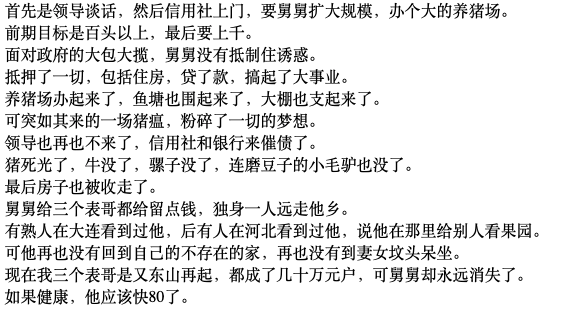 首先是领导谈话，然后信用社上门，要舅舅扩大规模，办个大的养猪场。
前期目标是百头以上，最后要上千。
面对政府的大包大揽，舅舅没有抵制住诱惑。
抵押了一切，包括住房，贷了款，搞起了大事业。
养猪场办起来了，鱼塘也围起来了，大棚也支起来了。
可突如其来的一场猪瘟，粉碎了一切的梦想。
领导也再也不来了，信用社和银行来催债了。
猪死光了，牛没了，骡子没了，连磨豆子的小毛驴也没了。
最后房子也被收走了。
舅舅给三个表哥都给留点钱，独身一人远走他乡。
有熟人在大连看到过他，后有人在河北看到过他，说他在那里给别人看果园。
可他再也没有回到自己的不存在的家，再也没有到妻女坟头呆坐。
现在我三个表哥是又东山再起，都成了几十万元户，可舅舅却永远消失了。
如果健康，他应该快80了。